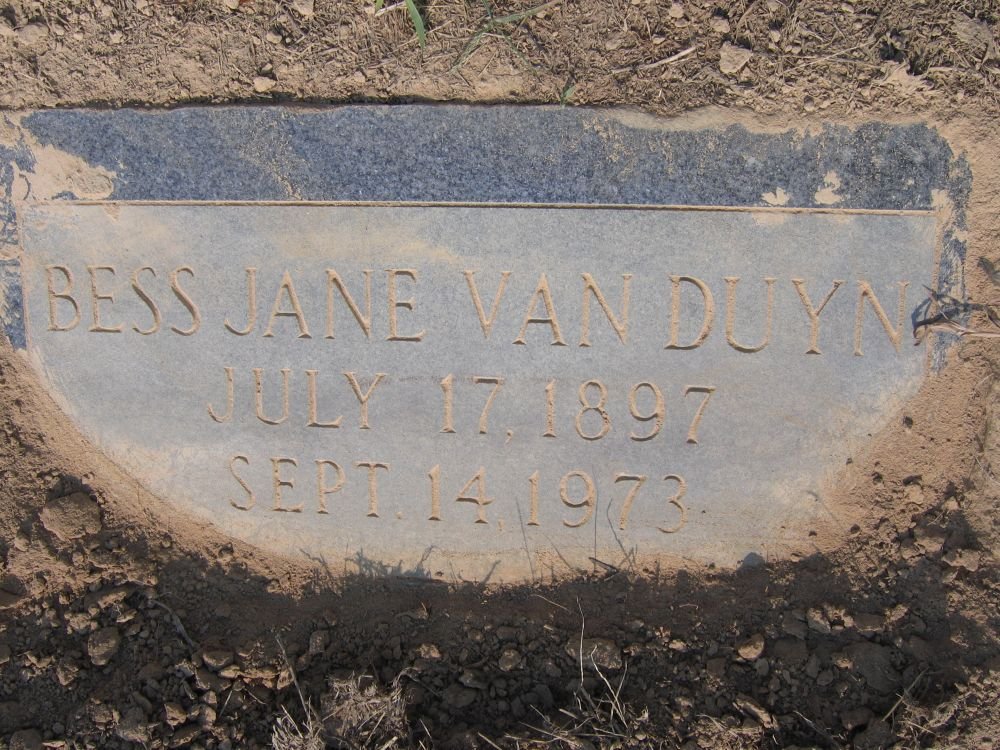 BESS JANE VAN DUYN
JULY 17, 1897
SEPT. 14, 1973